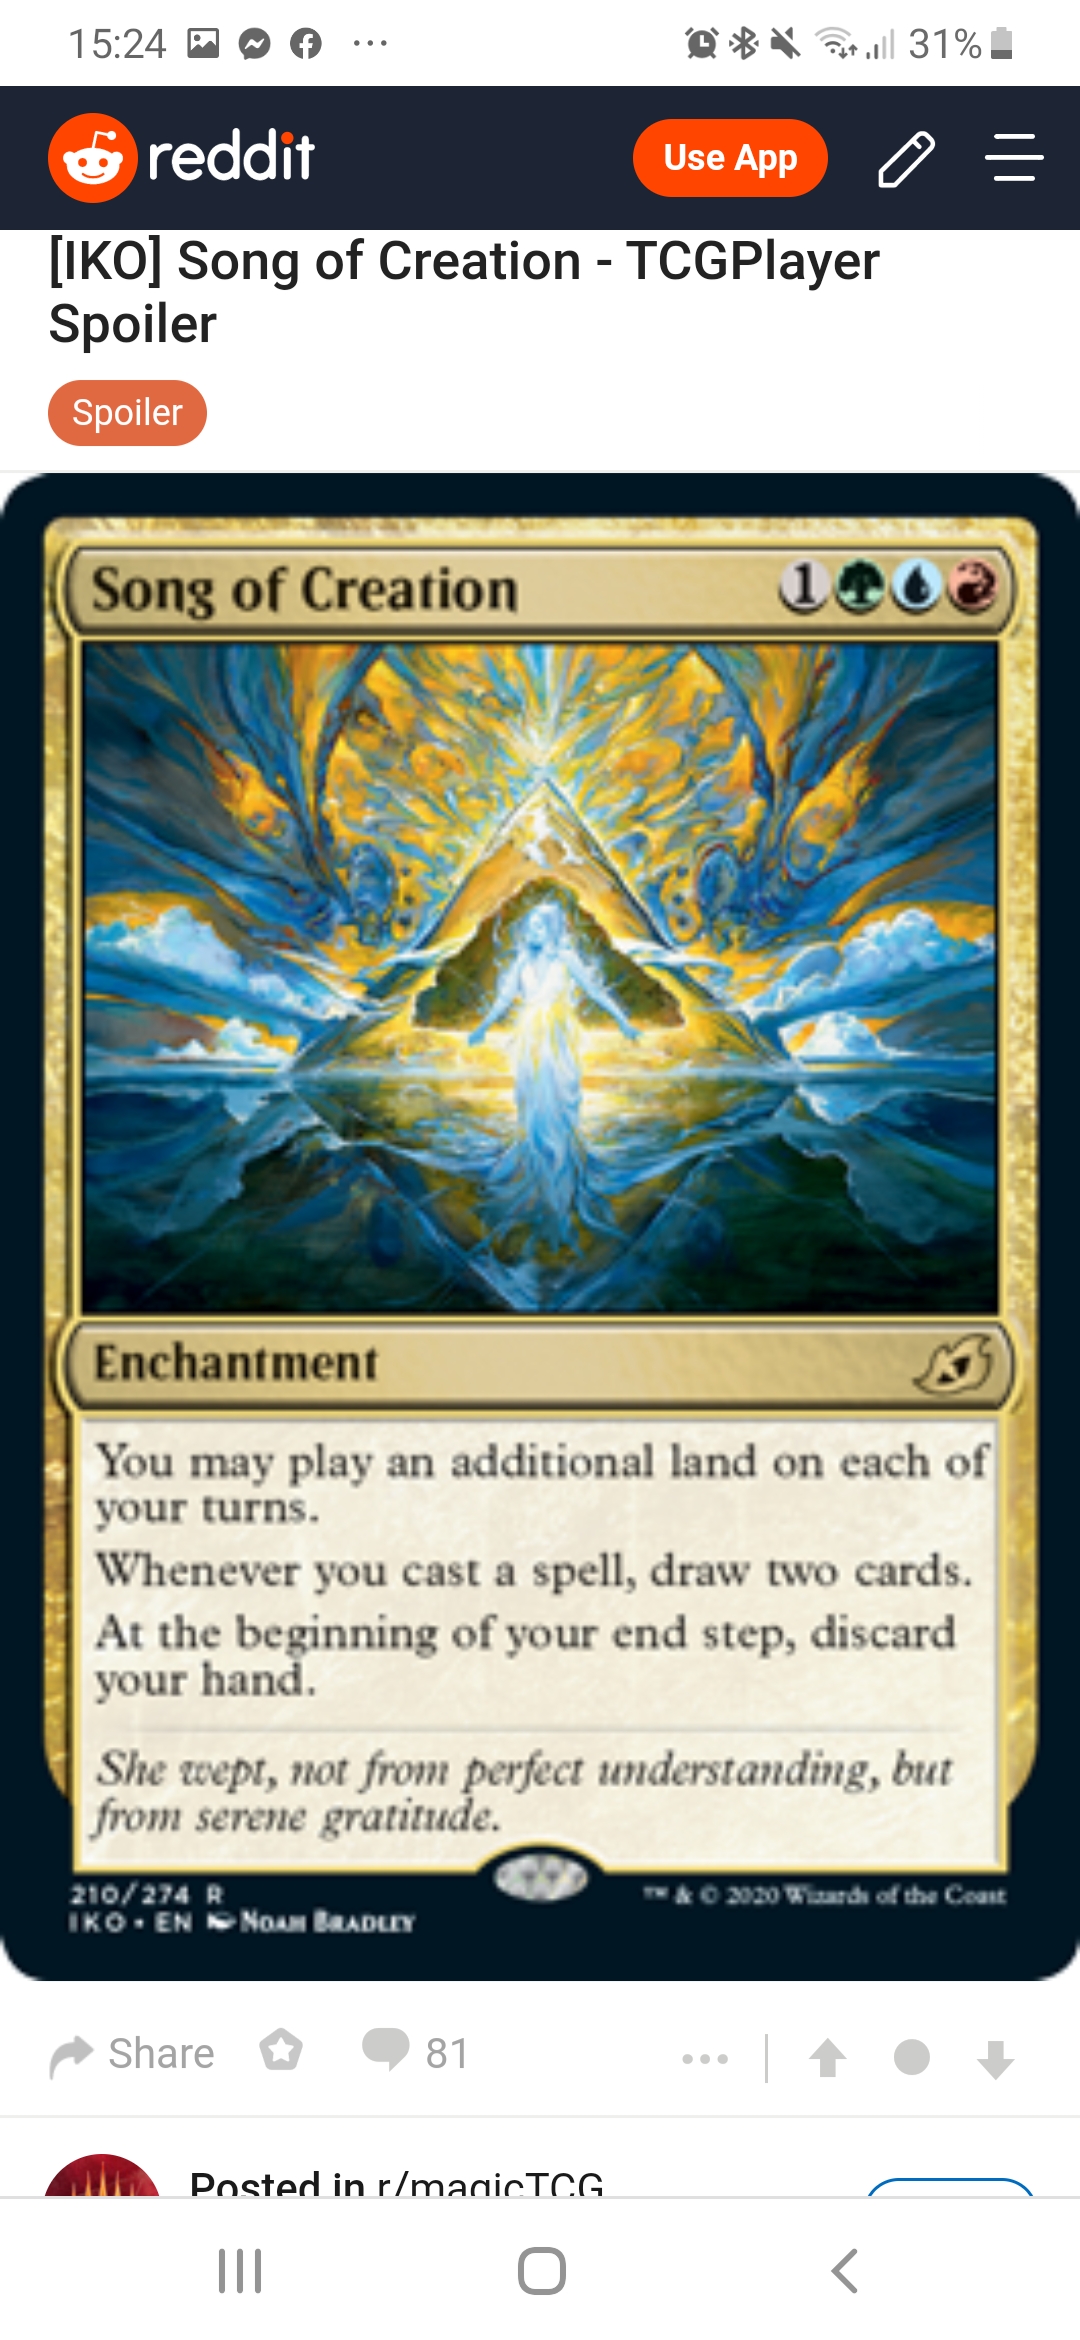 15:24
31%
reddit
Use App
[IKO] Song of Creation - TCGPlayer
Spoiler
Spoiler
Song of Creation
1
Enchantment
You may play an additional land on each of
your turns.
Whenever you cast a spell, draw two cards.
At the beginning of your end step, discard
your hand.
She wept, not from perfect understanding, but
from serene gratitude.
210/274 R
™ & © 2020 Wizards of the Coast
IKO • EN NOAH BRADLEY
Share
81
Posted in r/magicTCG